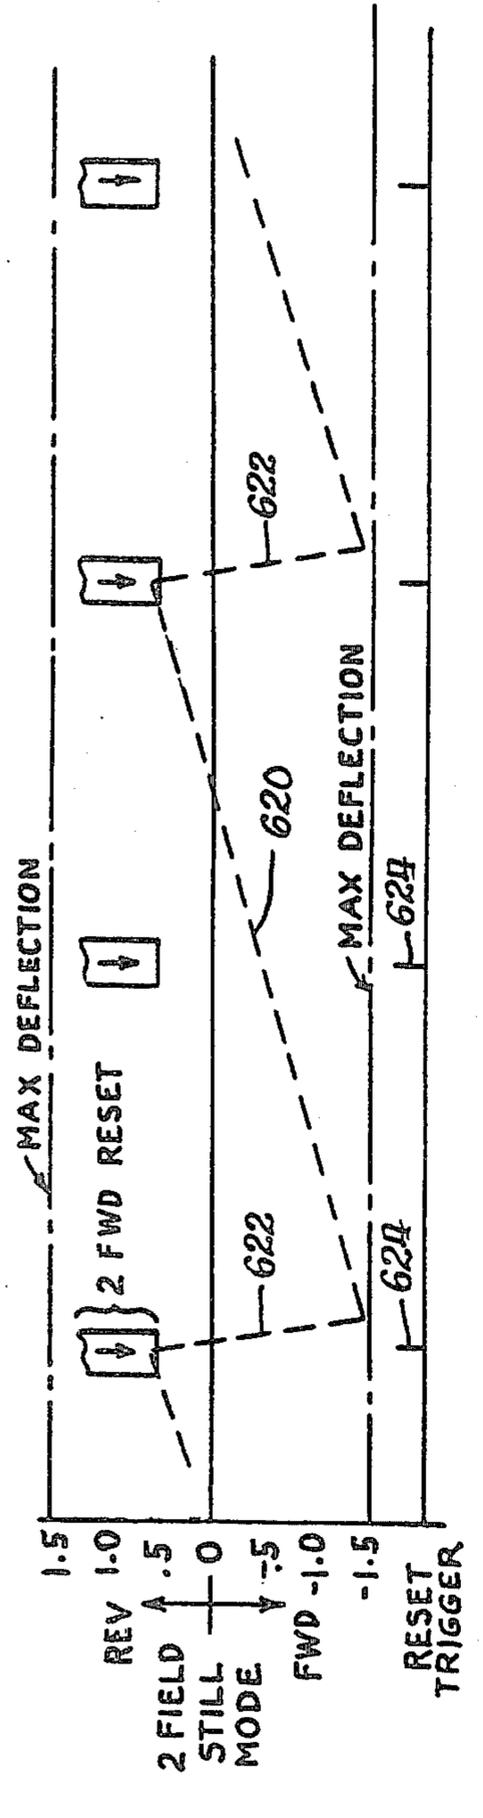 MAX DEFLECTION
1.5
REV 1.0
.5
2 FIELD
STILL
MODE
0
-.5
FWD -1.0
-1.5
RESET
TRIGGER
} 2 FWD RESET
622
620
622
MAX DEFLECTION
624
624